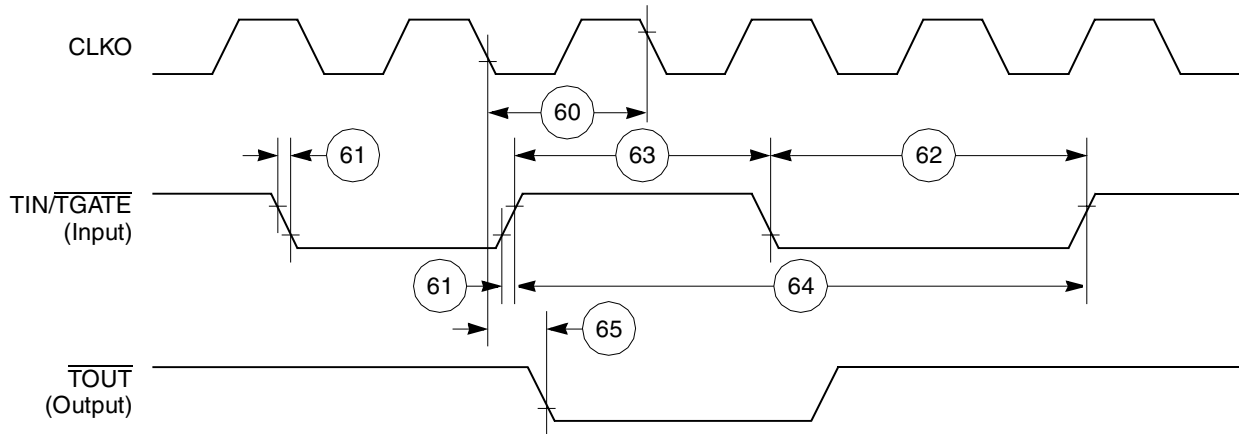 CLKO
60
61
63
62
TIN/TGATE
(Input)
61
64
65
TOUT
(Output)